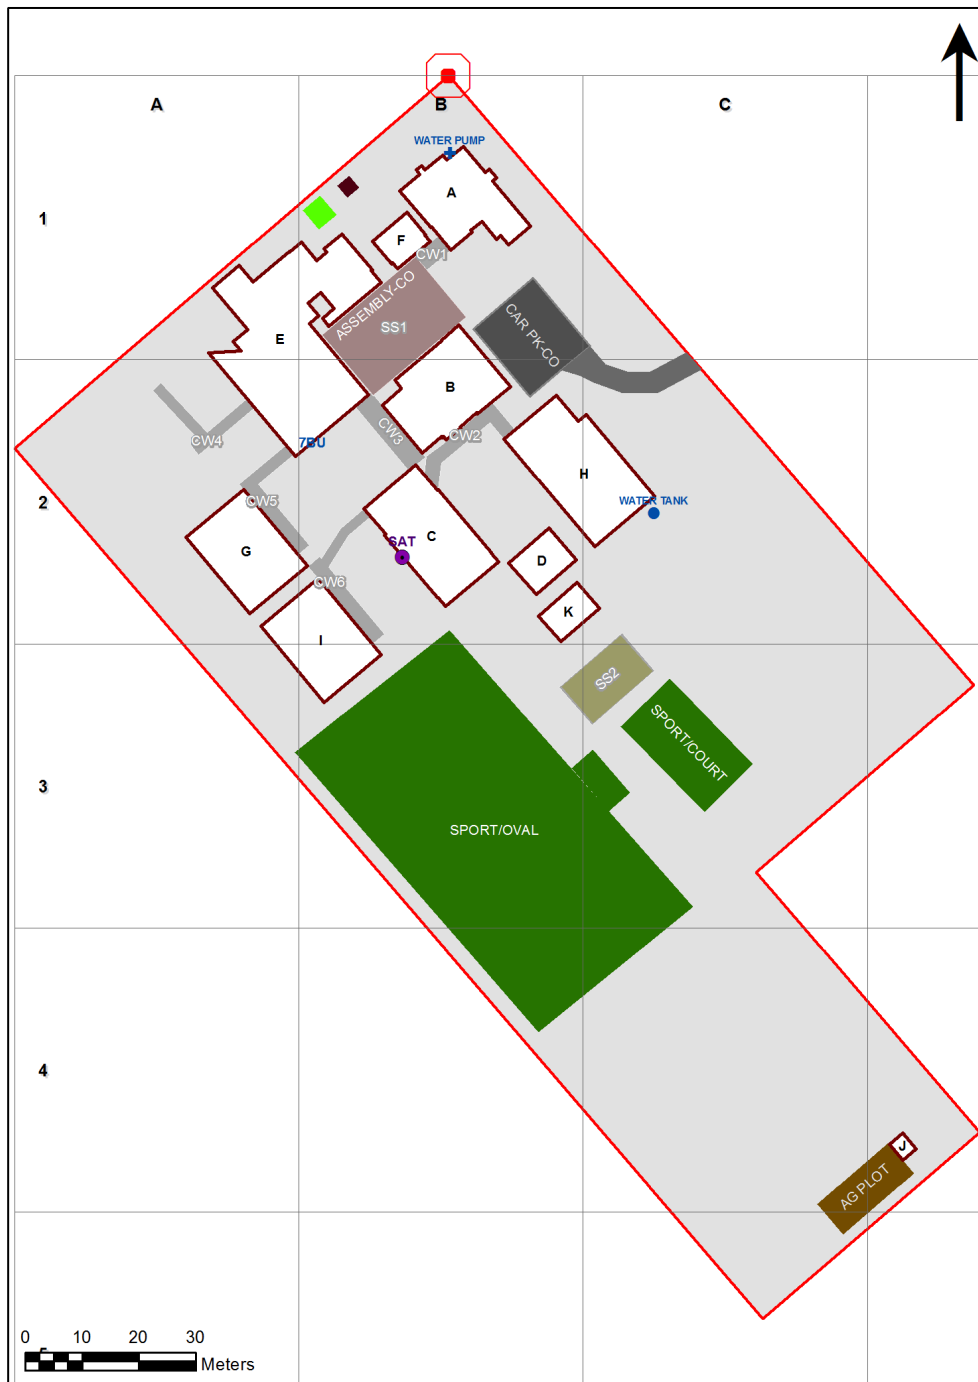 A
B
C
WATER PUMP
A
1
F
CW1
ASSEMBLY-CO
SS1
CAR PK-CO
E
B
CW3
CW2
CW4
7BU
H
2
CW5
WATER TANK
C
SAT
G
D
CW6
K
I
SS2
SPORT/COURT
3
SPORT/OVAL
4
J
AG PLOT
0 10 20 30
Meters